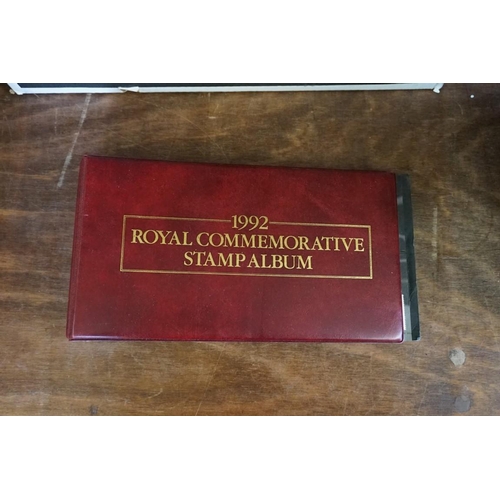 1992
ROYAL COMMEMORATIVE
STAMP ALBUM